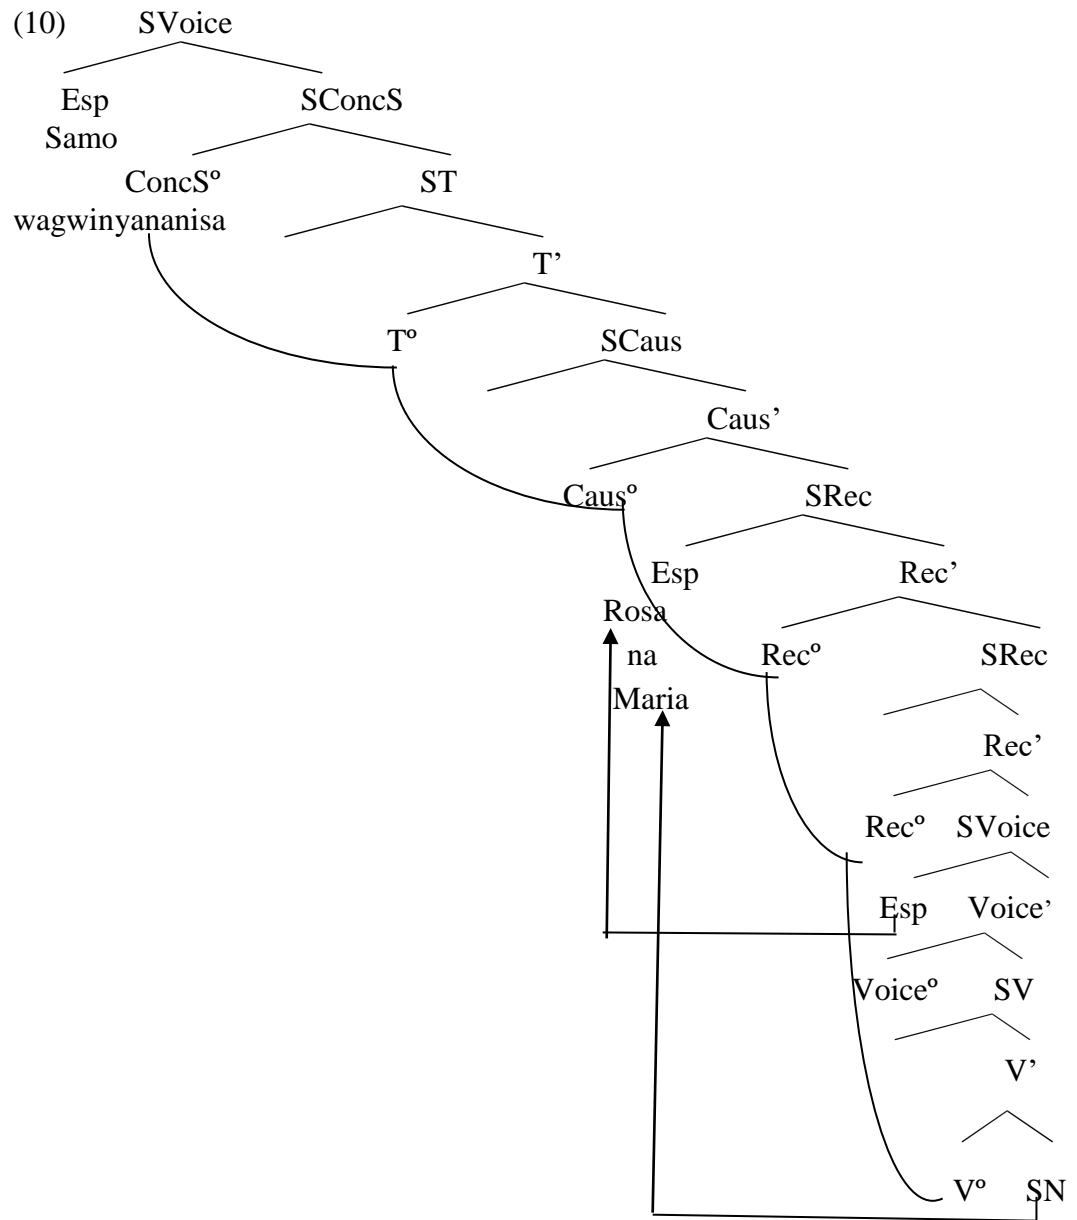 (10) SVoice
Esp SConcS
Samo
ConcSº ST
wagwinyananisa
T’
Tº SCaus
Caus’
Causº SRec
Esp Rec’
Rosa
na Recº SRec
Maria
Rec’
Recº SVoice
Esp Voice’
Voiceº SV
V’
Vº SN